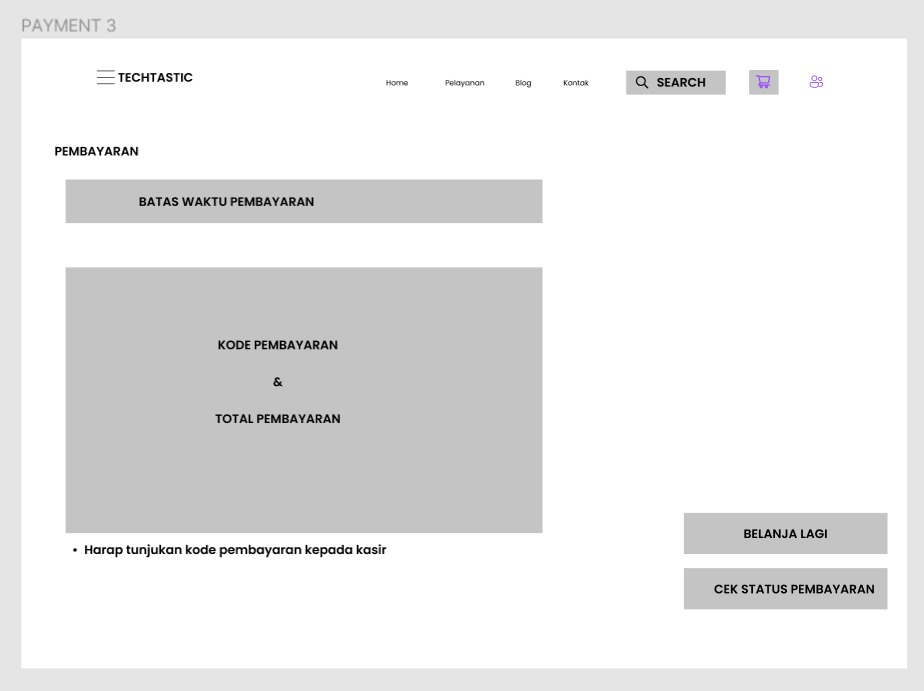 PAYMENT 3
TECHTASTIC
Home Pelayanan Blog Kontak SEARCH
PEMBAYARAN
BATAS WAKTU PEMBAYARAN
KODE PEMBAYARAN
&
TOTAL PEMBAYARAN
• Harap tunjukan kode pembayaran kepada kasir
BELANJA LAGI
CEK STATUS PEMBAYARAN